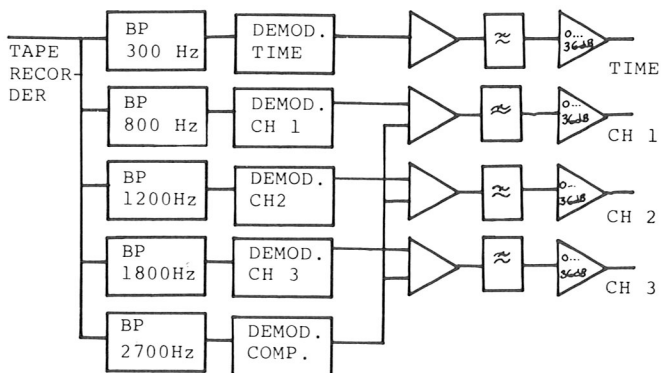 TAPE
RECOR-
DER
BP
300 Hz
DEMOD.
TIME
≈
0...
36dB
TIME
BP
800 Hz
DEMOD.
CH 1
≈
0...
36dB
CH 1
BP
1200Hz
DEMOD.
CH2
≈
0...
36dB
CH 2
BP
1800Hz
DEMOD.
CH 3
≈
0...
36dB
CH 3
BP
2700Hz
DEMOD.
COMP.